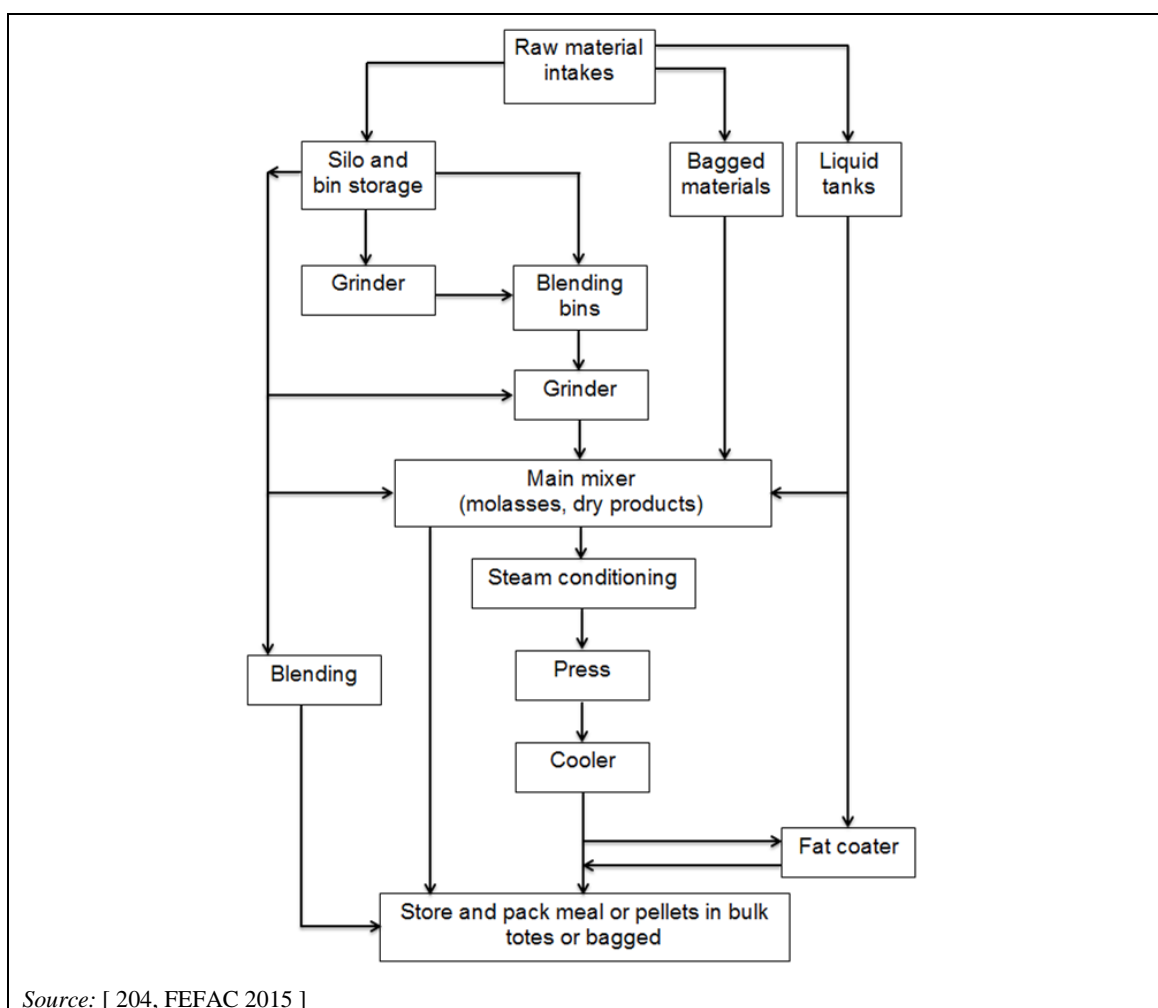 Raw material
intakes
Silo and
bin storage
Bagged
materials
Liquid
tanks
Grinder
Blending
bins
Grinder
Main mixer
(molasses, dry products)
Steam conditioning
Blending
Press
Cooler
Fat coater
Store and pack meal or pellets in bulk
totes or bagged
Source: [ 204, FEFAC 2015 ]